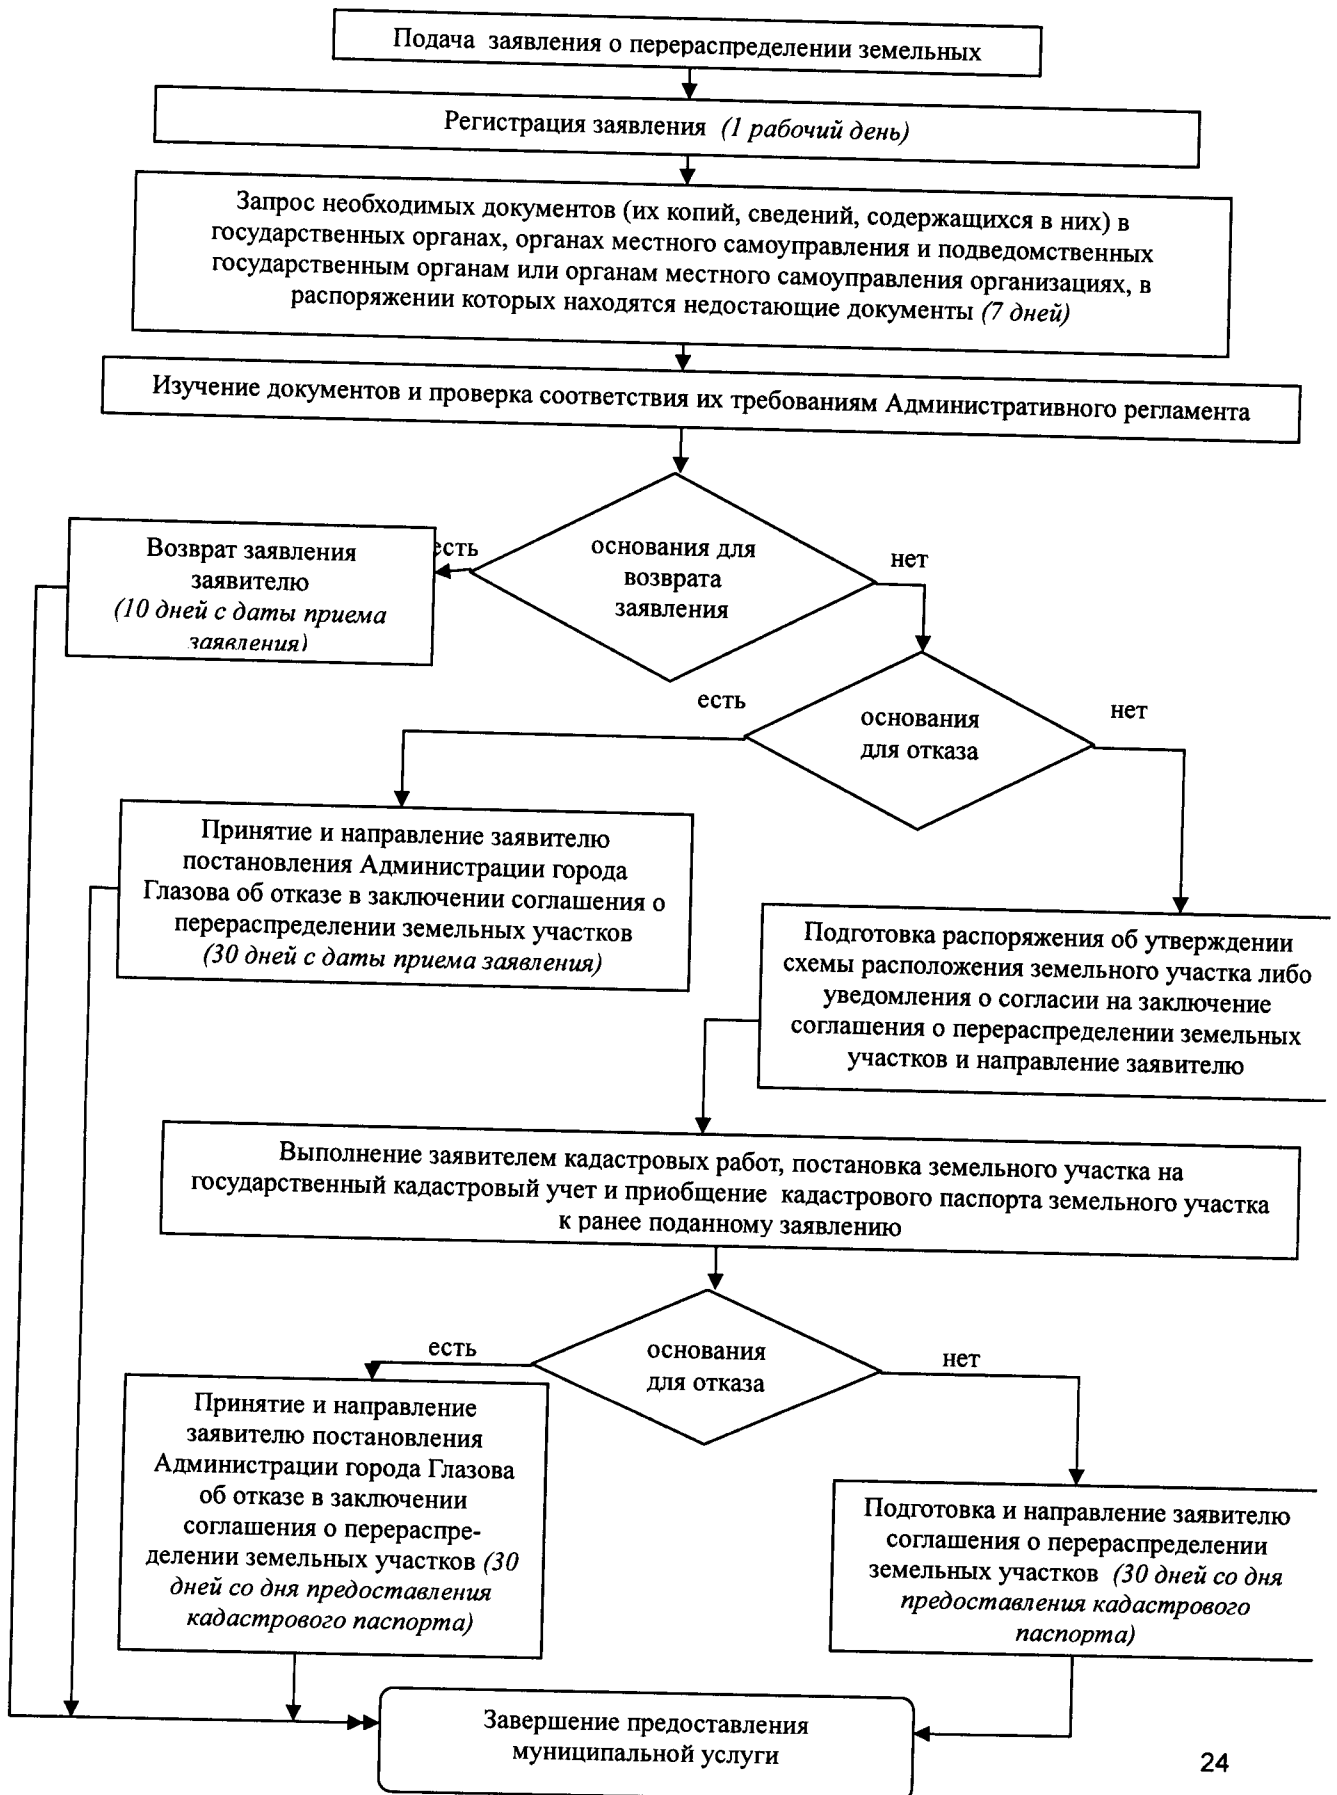 Подача заявления о перераспределении земельных
Регистрация заявления (1 рабочий день)
Запрос необходимых документов (их копий, сведений, содержащихся в них) в
государственных органах, органах местного самоуправления и подведомственных
государственным органам или органам местного самоуправления организациях, в
распоряжении которых находятся недостающие документы (7 дней)
Изучение документов и проверка соответствия их требованиям Административного регламента
основания для
возврата
заявления
есть
нет
Возврат заявления
заявителю
(10 дней с даты приема
заявления)
основания
для отказа
есть
нет
Принятие и направление заявителю
постановления Администрации города
Глазова об отказе в заключении соглашения о
перераспределении земельных участков
(30 дней с даты приема заявления)
Подготовка распоряжения об утверждении
схемы расположения земельного участка либо
уведомления о согласии на заключение
соглашения о перераспределении земельных
участков и направление заявителю
Выполнение заявителем кадастровых работ, постановка земельного участка на
государственный кадастровый учет и приобщение кадастрового паспорта земельного участка
к ранее поданному заявлению
основания
для отказа
есть
нет
Принятие и направление
заявителю постановления
Администрации города Глазова
об отказе в заключении
соглашения о перераспре-
делении земельных участков (30
дней со дня предоставления
кадастрового паспорта)
Подготовка и направление заявителю
соглашения о перераспределении
земельных участков (30 дней со дня
предоставления кадастрового
паспорта)
Завершение предоставления
муниципальной услуги
24